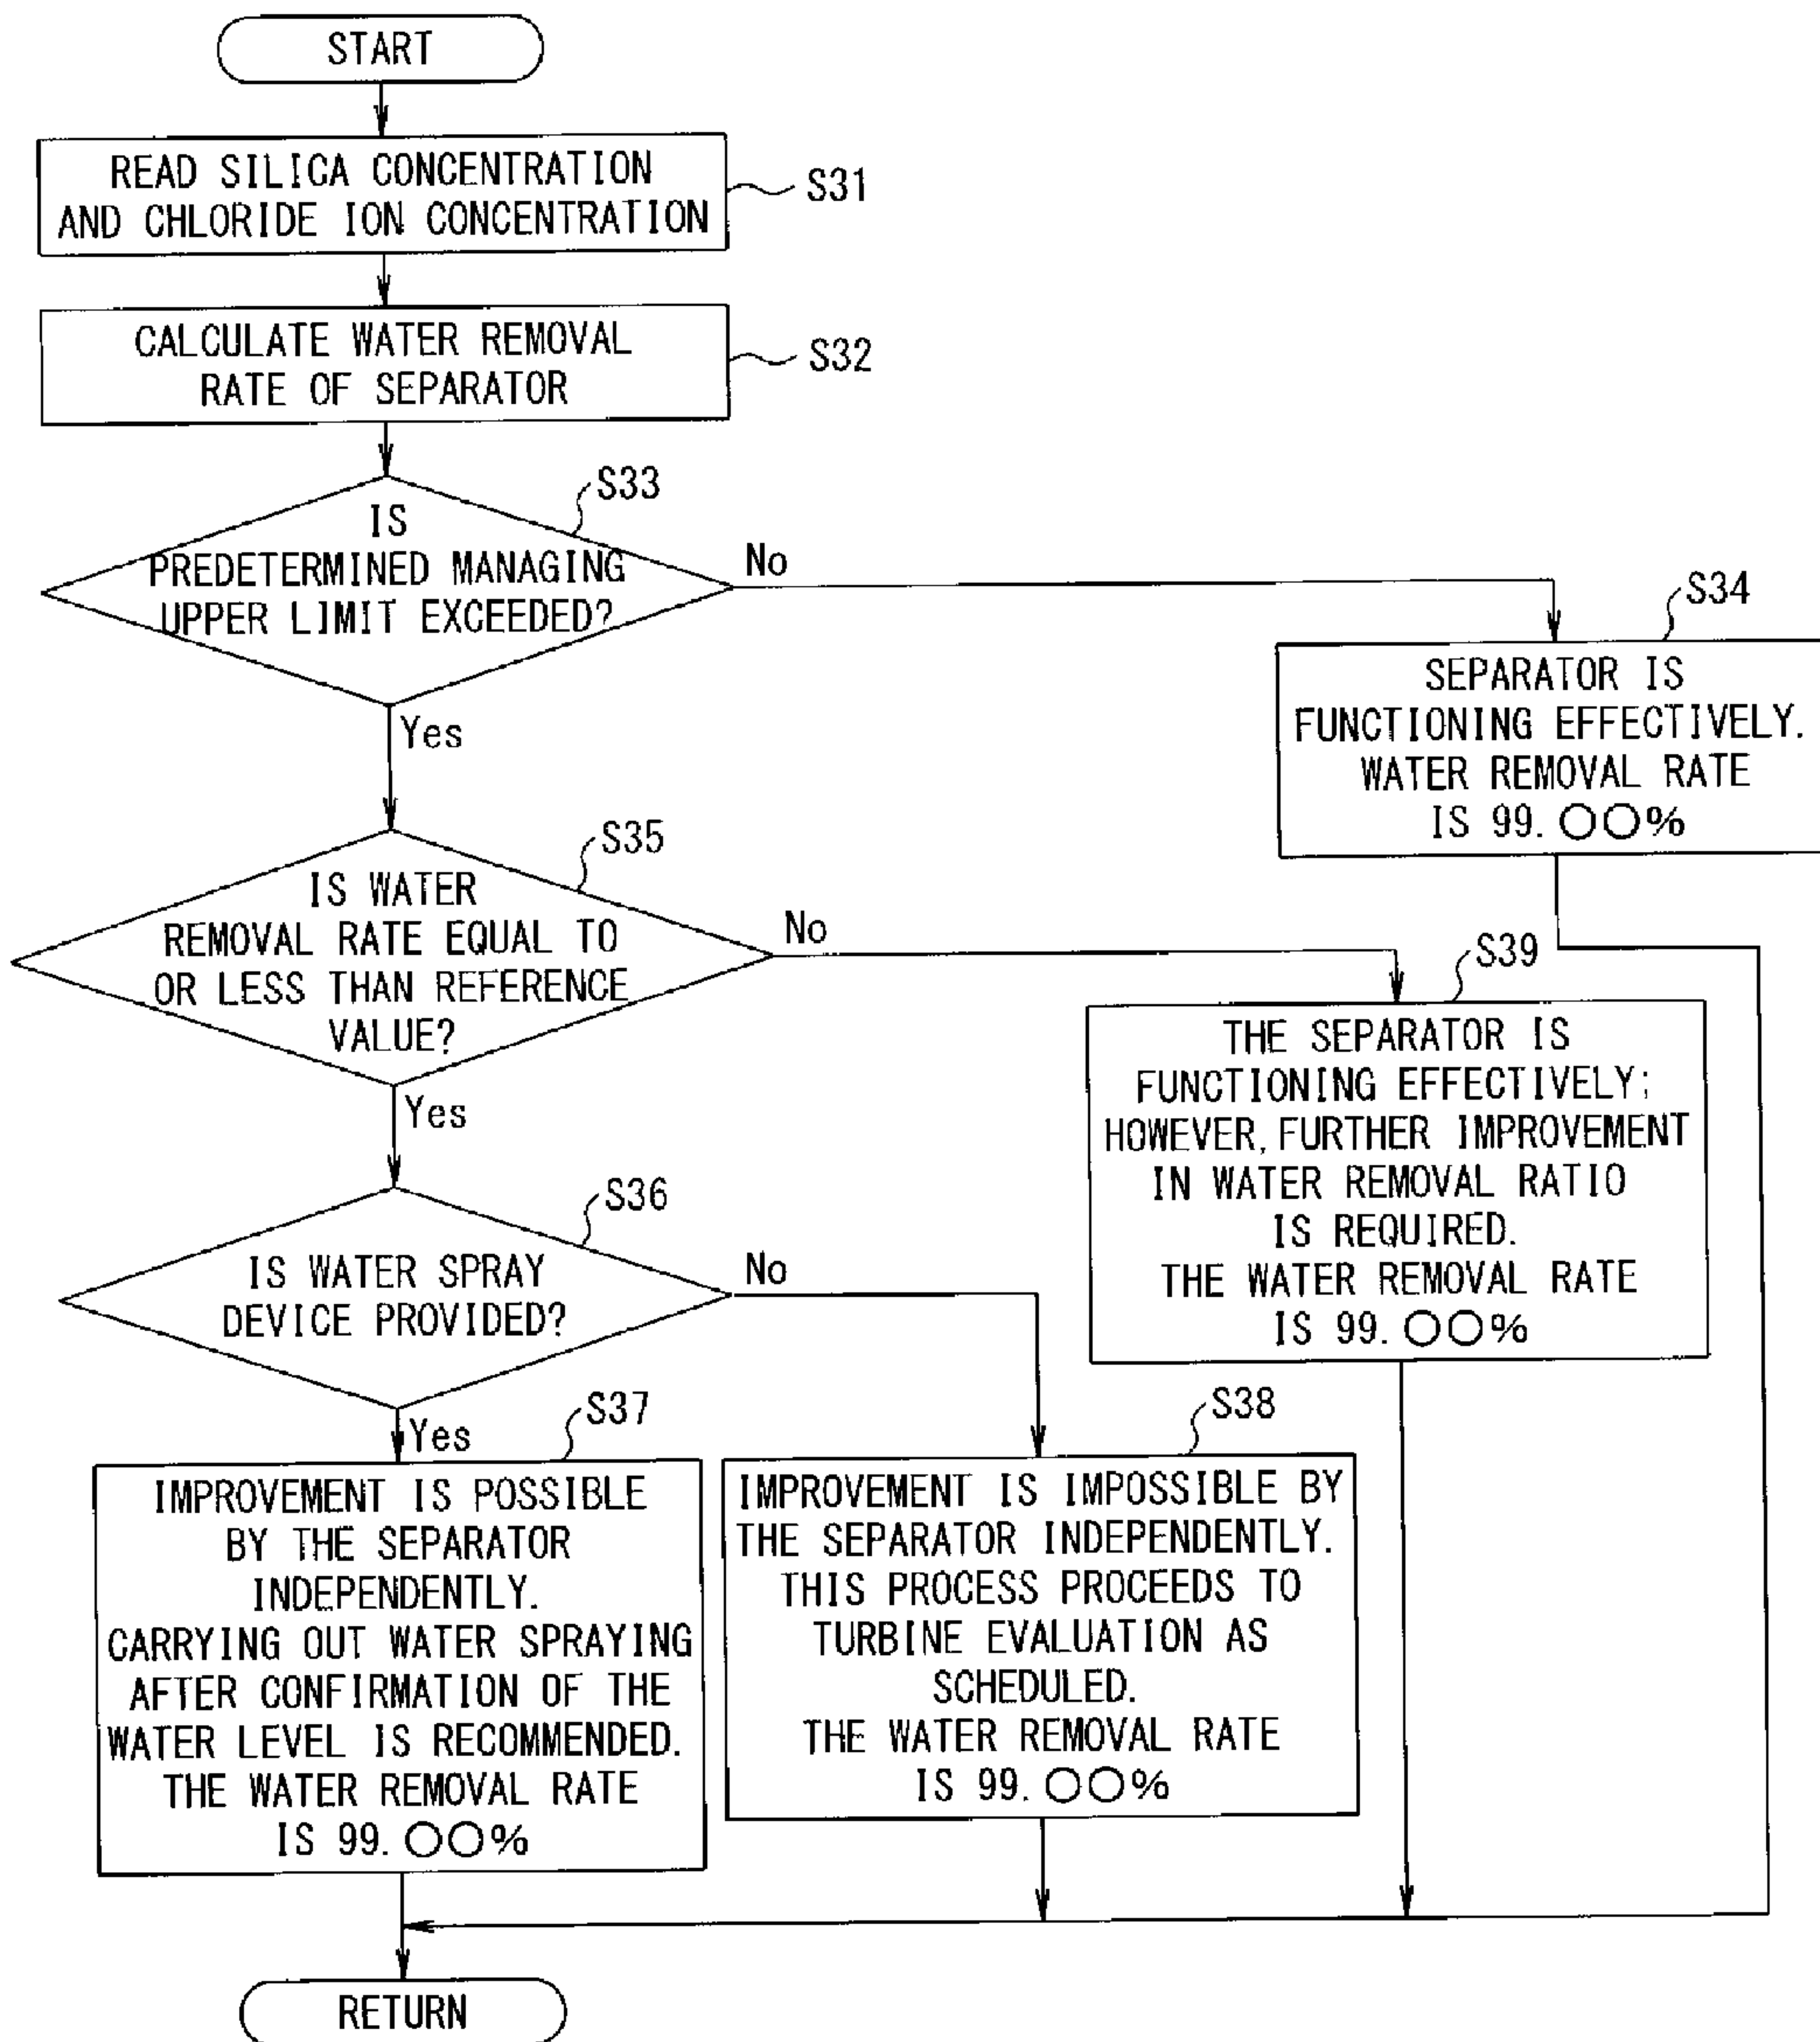 START
READ SILICA CONCENTRATION
AND CHLORIDE ION CONCENTRATION
S31
CALCULATE WATER REMOVAL
RATE OF SEPARATOR
S32
S33
IS
PREDETERMINED MANAGING
UPPER LIMIT EXCEEDED?
No
Yes
S34
SEPARATOR IS
FUNCTIONING EFFECTIVELY.
WATER REMOVAL RATE
IS 99. ○○%
S35
IS WATER
REMOVAL RATE EQUAL TO
OR LESS THAN REFERENCE
VALUE?
No
Yes
S39
THE SEPARATOR IS
FUNCTIONING EFFECTIVELY;
HOWEVER, FURTHER IMPROVEMENT
IN WATER REMOVAL RATIO
IS REQUIRED.
THE WATER REMOVAL RATE
IS 99. ○○%
S36
IS WATER SPRAY
DEVICE PROVIDED?
No
Yes
S37
IMPROVEMENT IS POSSIBLE
BY THE SEPARATOR
INDEPENDENTLY.
CARRYING OUT WATER SPRAYING
AFTER CONFIRMATION OF THE
WATER LEVEL IS RECOMMENDED.
THE WATER REMOVAL RATE
IS 99. ○○%
S38
IMPROVEMENT IS IMPOSSIBLE BY
THE SEPARATOR INDEPENDENTLY.
THIS PROCESS PROCEEDS TO
TURBINE EVALUATION AS
SCHEDULED.
THE WATER REMOVAL RATE
IS 99. ○○%
RETURN